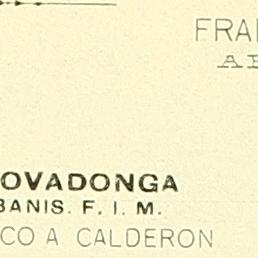 FRA
OVADONGA
BANIS. F. I. M.
CO A CALDERON